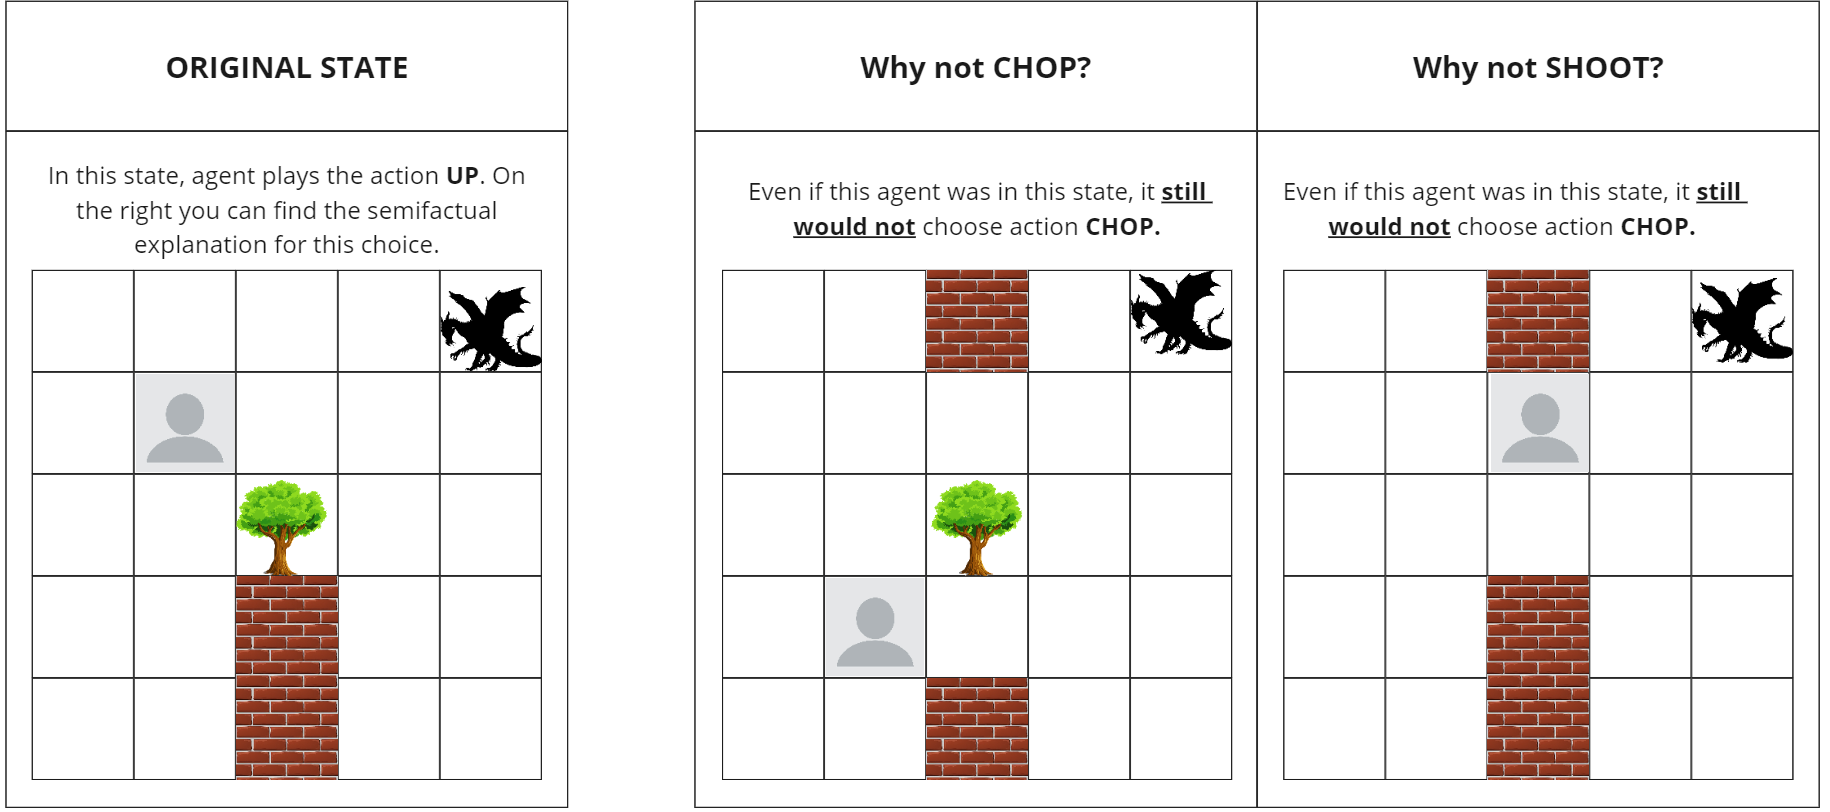 ORIGINAL STATE
In this state, agent plays the action UP. On
the right you can find the semifactual
explanation for this choice.
Why not CHOP?
Even if this agent was in this state, it still
would not choose action CHOP.
Why not SHOOT?
Even if this agent was in this state, it still
would not choose action CHOP.